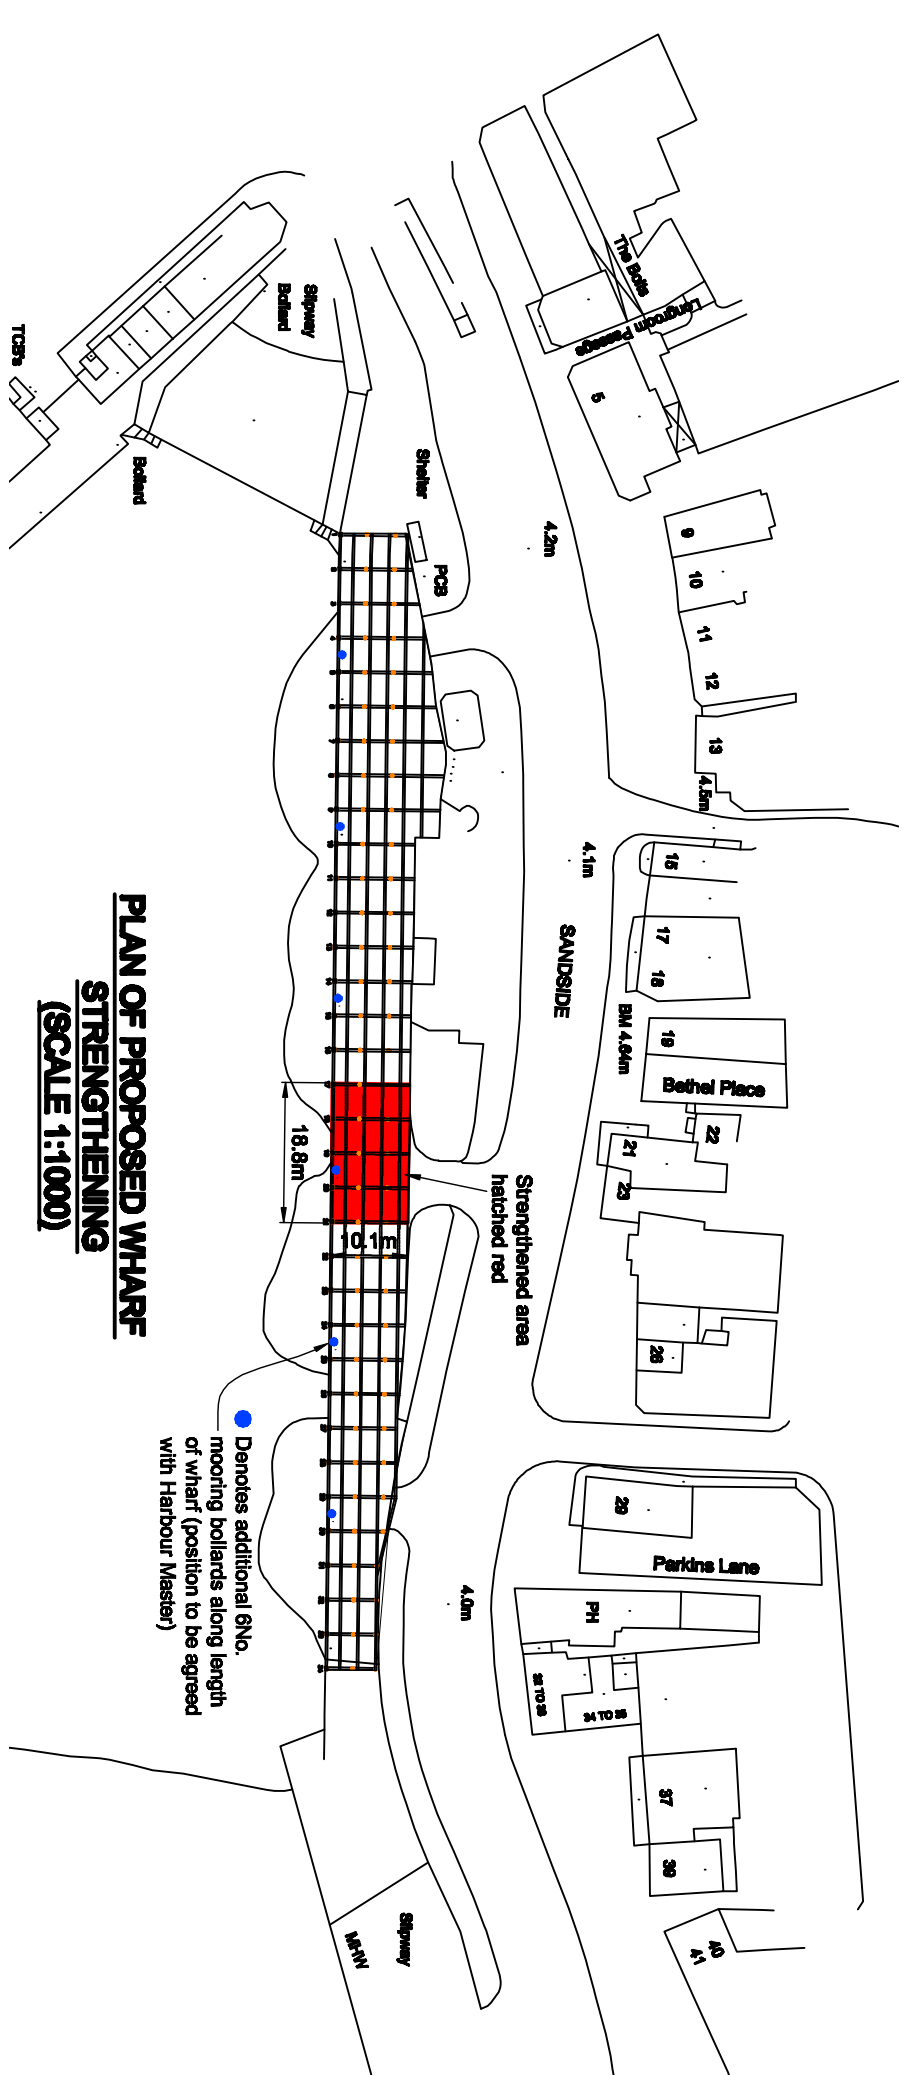 The Bolts
Longroom Passage
5
Slipway
Bollard
TCB's
Bollard
Shelter
PCB
4.2m
9
10
11
12
13
4.5m
4.1m
SANDSIDE
15
17
18
BM 4.64m
19
Bethel Place
22
21
23
26
Strengthened area
hatched red
18.8m
10.1m
PLAN OF PROPOSED WHARF
STRENGTHENING
(SCALE 1:1000)
Denotes additional 6No.
mooring bollards along length
of wharf (position to be agreed
with Harbour Master)
4.0m
29
Parkins Lane
PH
32 TO 33
34 TO 35
37
39
40
41
Slipway
MHW